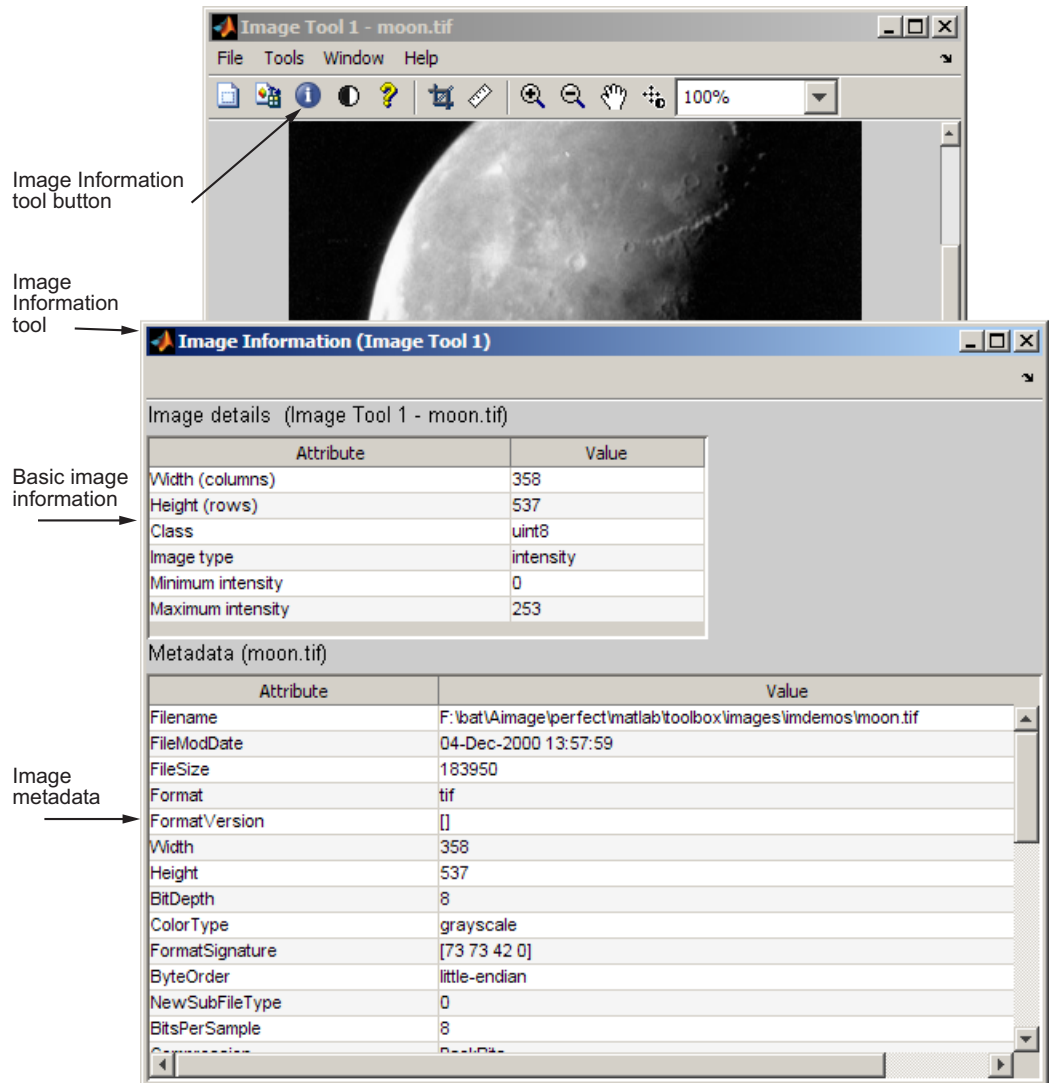 Image Tool 1 - moon.tif
File Tools Window Help
100%
Image Information
tool button
Image
Information
tool
Image Information (Image Tool 1)
Image details (Image Tool 1 - moon.tif)
Attribute Value
Basic image
information
Width (columns) 358
Height (rows) 537
Class uint8
Image type intensity
Minimum intensity 0
Maximum intensity 253
Metadata (moon.tif)
Attribute Value
Filename F:\bat\Aimage\perfect\matlab\toolbox\images\imdemos\moon.tif
FileModDate 04-Dec-2000 13:57:59
FileSize 183950
Image
metadata
Format tif
FormatVersion []
Width 358
Height 537
BitDepth 8
ColorType grayscale
FormatSignature [73 73 42 0]
ByteOrder little-endian
NewSubFileType 0
BitsPerSample 8
Compression PackBits